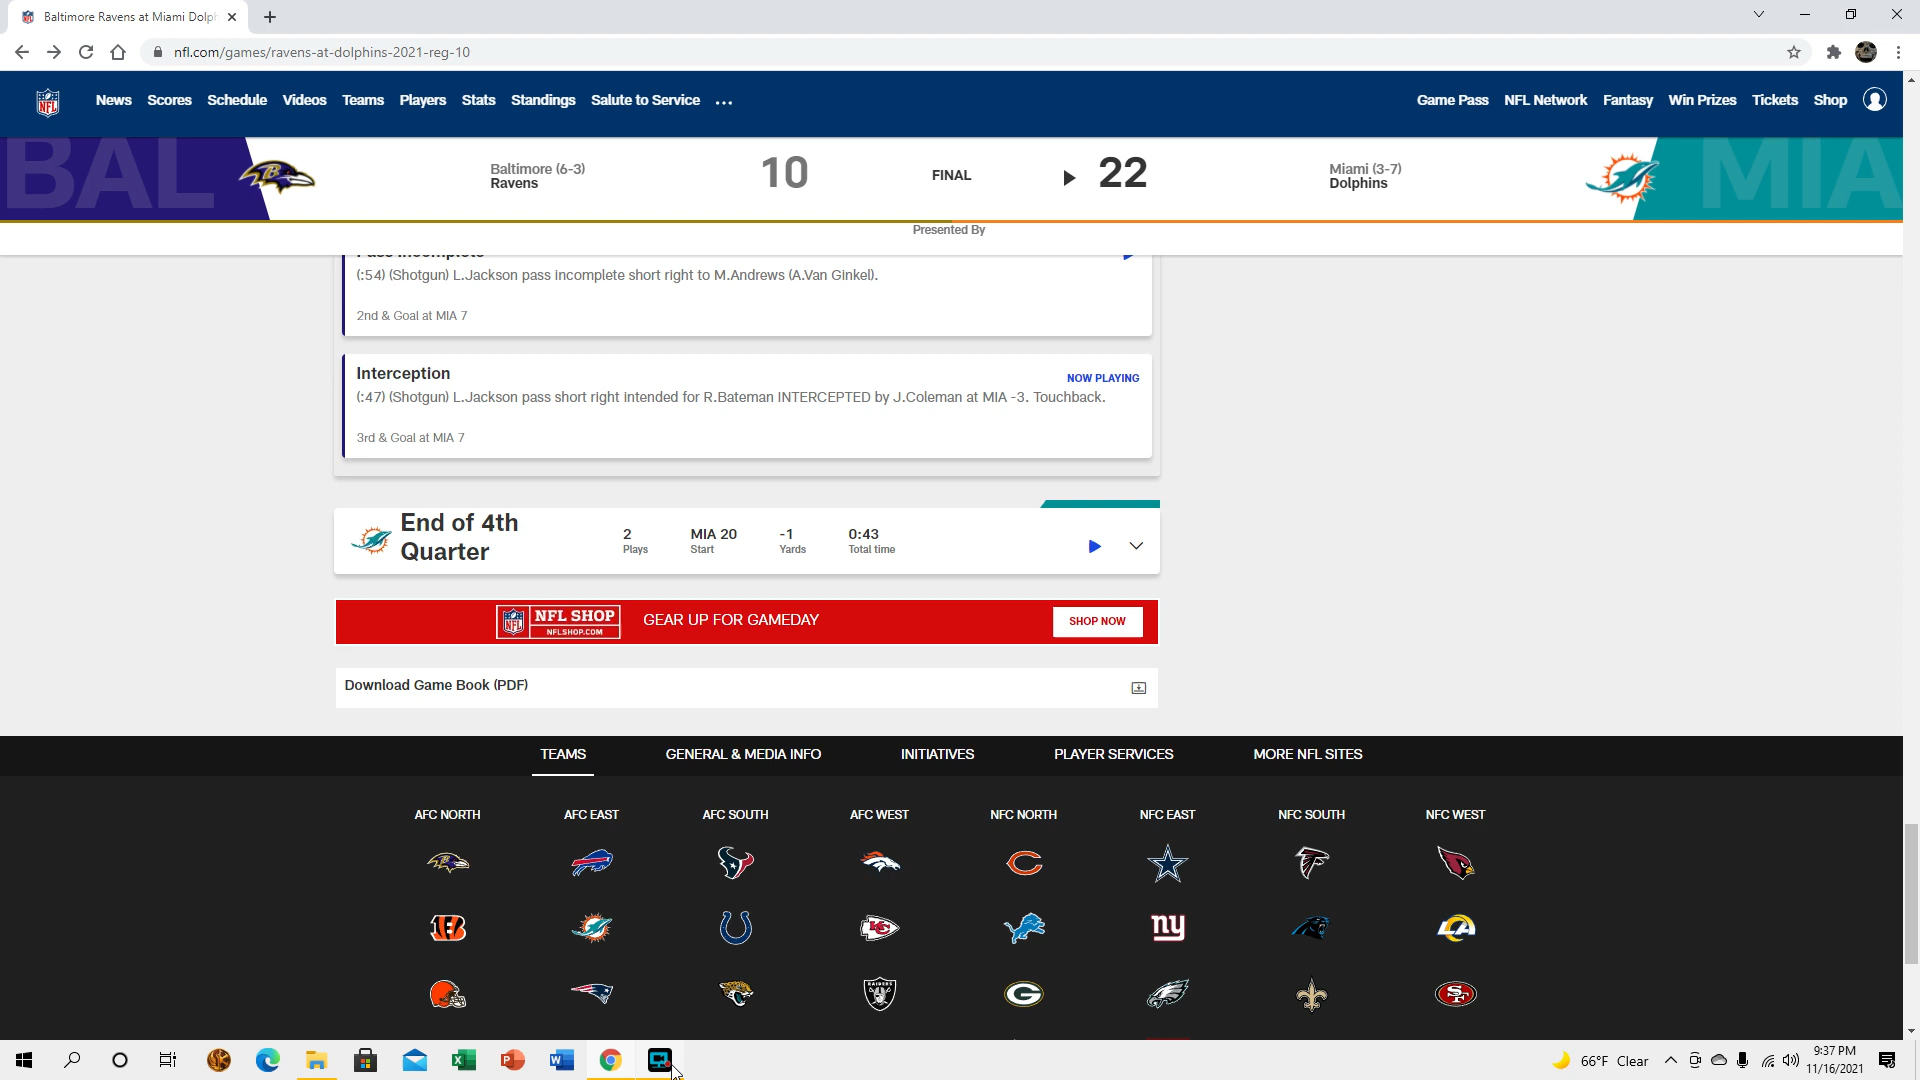 Baltimore Ravens at Miami Dolph
nfl.com/games/ravens-at-dolphins-2021-reg-10
NFL
News Scores Schedule Videos Teams Players Stats Standings Salute to Service ... Game Pass NFL Network Fantasy Win Prizes Tickets Shop
BAL
Baltimore (6-3)
Ravens
10
FINAL
22
Miami (3-7)
Dolphins
MIA
Presented By
Pass Incomplete
(:54) (Shotgun) L.Jackson pass incomplete short right to M.Andrews (A.Van Ginkel).
2nd & Goal at MIA 7
Interception
NOW PLAYING
(:47) (Shotgun) L.Jackson pass short right intended for R.Bateman INTERCEPTED by J.Coleman at MIA -3. Touchback.
3rd & Goal at MIA 7
End of 4th
Quarter
2
Plays
MIA 20
Start
-1
Yards
0:43
Total time
NFL SHOP
NFLSHOP.COM
GEAR UP FOR GAMEDAY
SHOP NOW
Download Game Book (PDF)
TEAMS GENERAL & MEDIA INFO INITIATIVES PLAYER SERVICES MORE NFL SITES
AFC NORTH AFC EAST AFC SOUTH AFC WEST NFC NORTH NFC EAST NFC SOUTH NFC WEST
66°F Clear
9:37 PM
11/16/2021